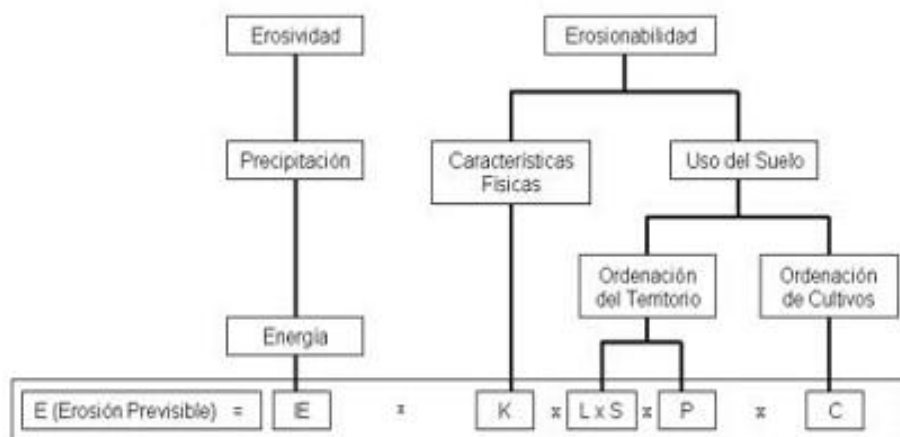 Erosividad
Erosionabilidad
Precipitación
Características
Físicas
Uso del Suelo
Ordenación
del Territorio
Ordenación
de Cultivos
Energía
E (Erosión Previsible) = IE x K x L x S x P x C